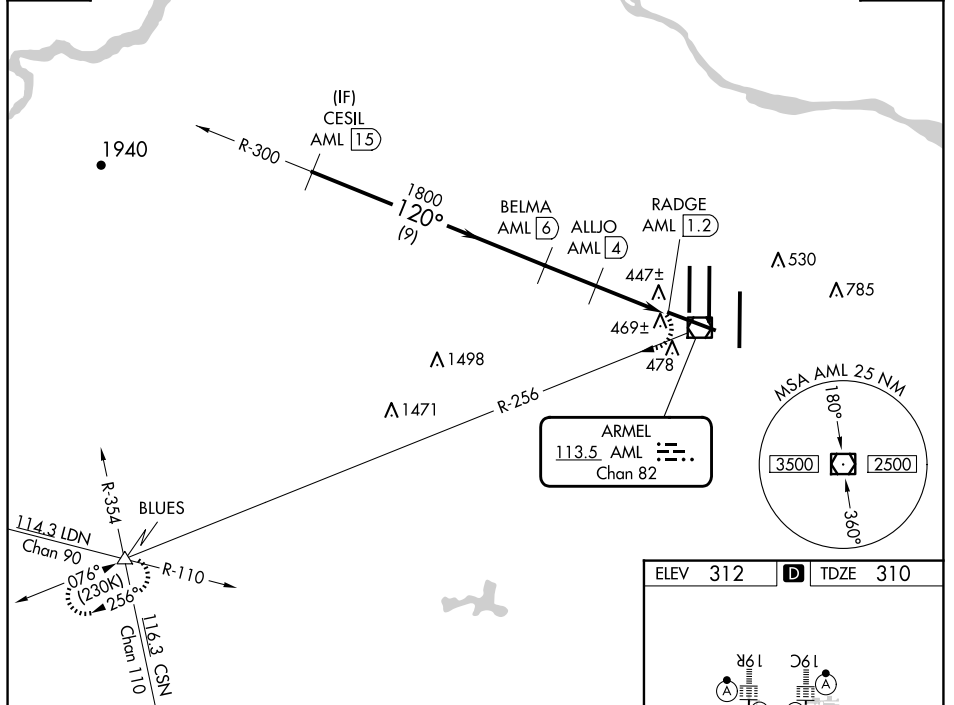 (IF)
CESIL
AML 15
1940
R-300
1800
120°
(9)
BELMA
AML 6
ALLJO
AML 4
RADGE
AML 1.2
530
785
447±
469±
478
1498
1471
R-256
ARMEL
113.5 AML
Chan 82
MSA AML 25 NM
180°
3500
2500
360°
R-354
BLUES
114.3 LDN
Chan 90
R-110
076°
(230K)
256°
116.3 CSN
Chan 110
ELEV 312 D TDZE 310
19R
19C
A
A